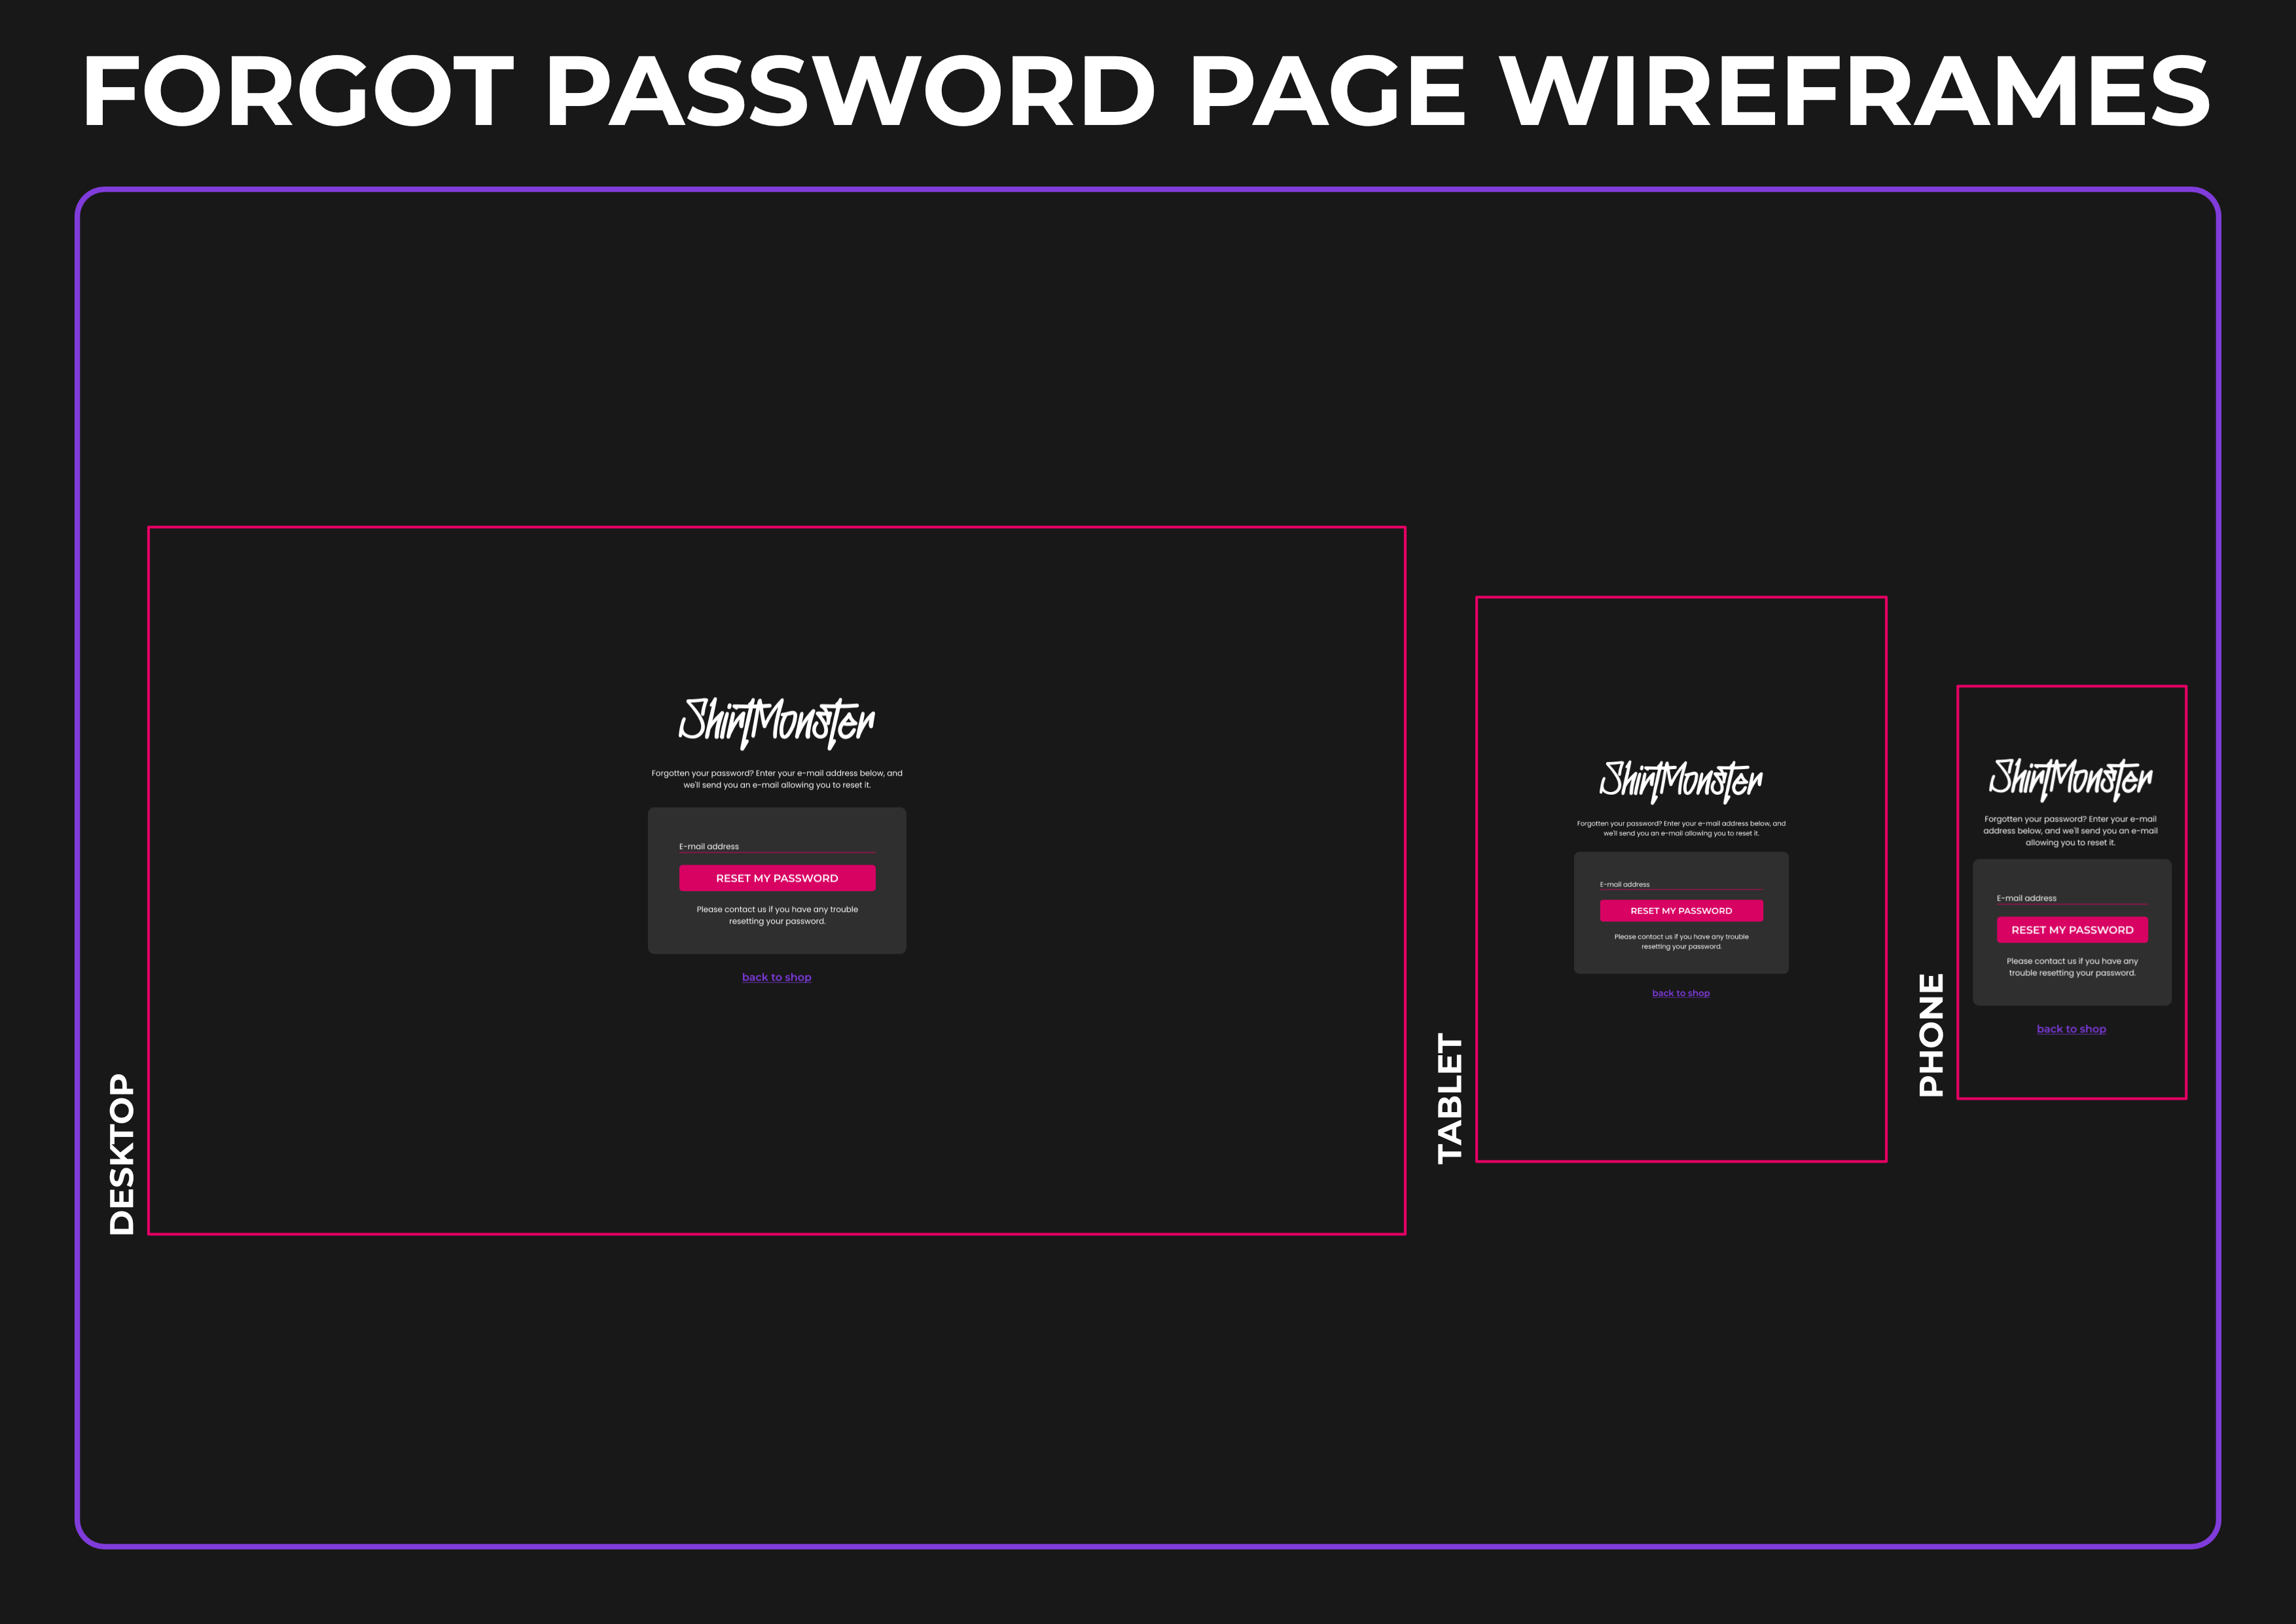 FORGOT PASSWORD PAGE WIREFRAMES
DESKTOP
ShirtMonster
Forgotten your password? Enter your e-mail address below, and
we'll send you an e-mail allowing you to reset it.
E-mail address
RESET MY PASSWORD
Please contact us if you have any trouble
resetting your password.
back to shop
TABLET
ShirtMonster
Forgotten your password? Enter your e-mail address below, and
we'll send you an e-mail allowing you to reset it.
E-mail address
RESET MY PASSWORD
Please contact us if you have any trouble
resetting your password.
back to shop
PHONE
ShirtMonster
Forgotten your password? Enter your e-mail
address below, and we'll send you an e-mail
allowing you to reset it.
E-mail address
RESET MY PASSWORD
Please contact us if you have any
trouble resetting your password.
back to shop